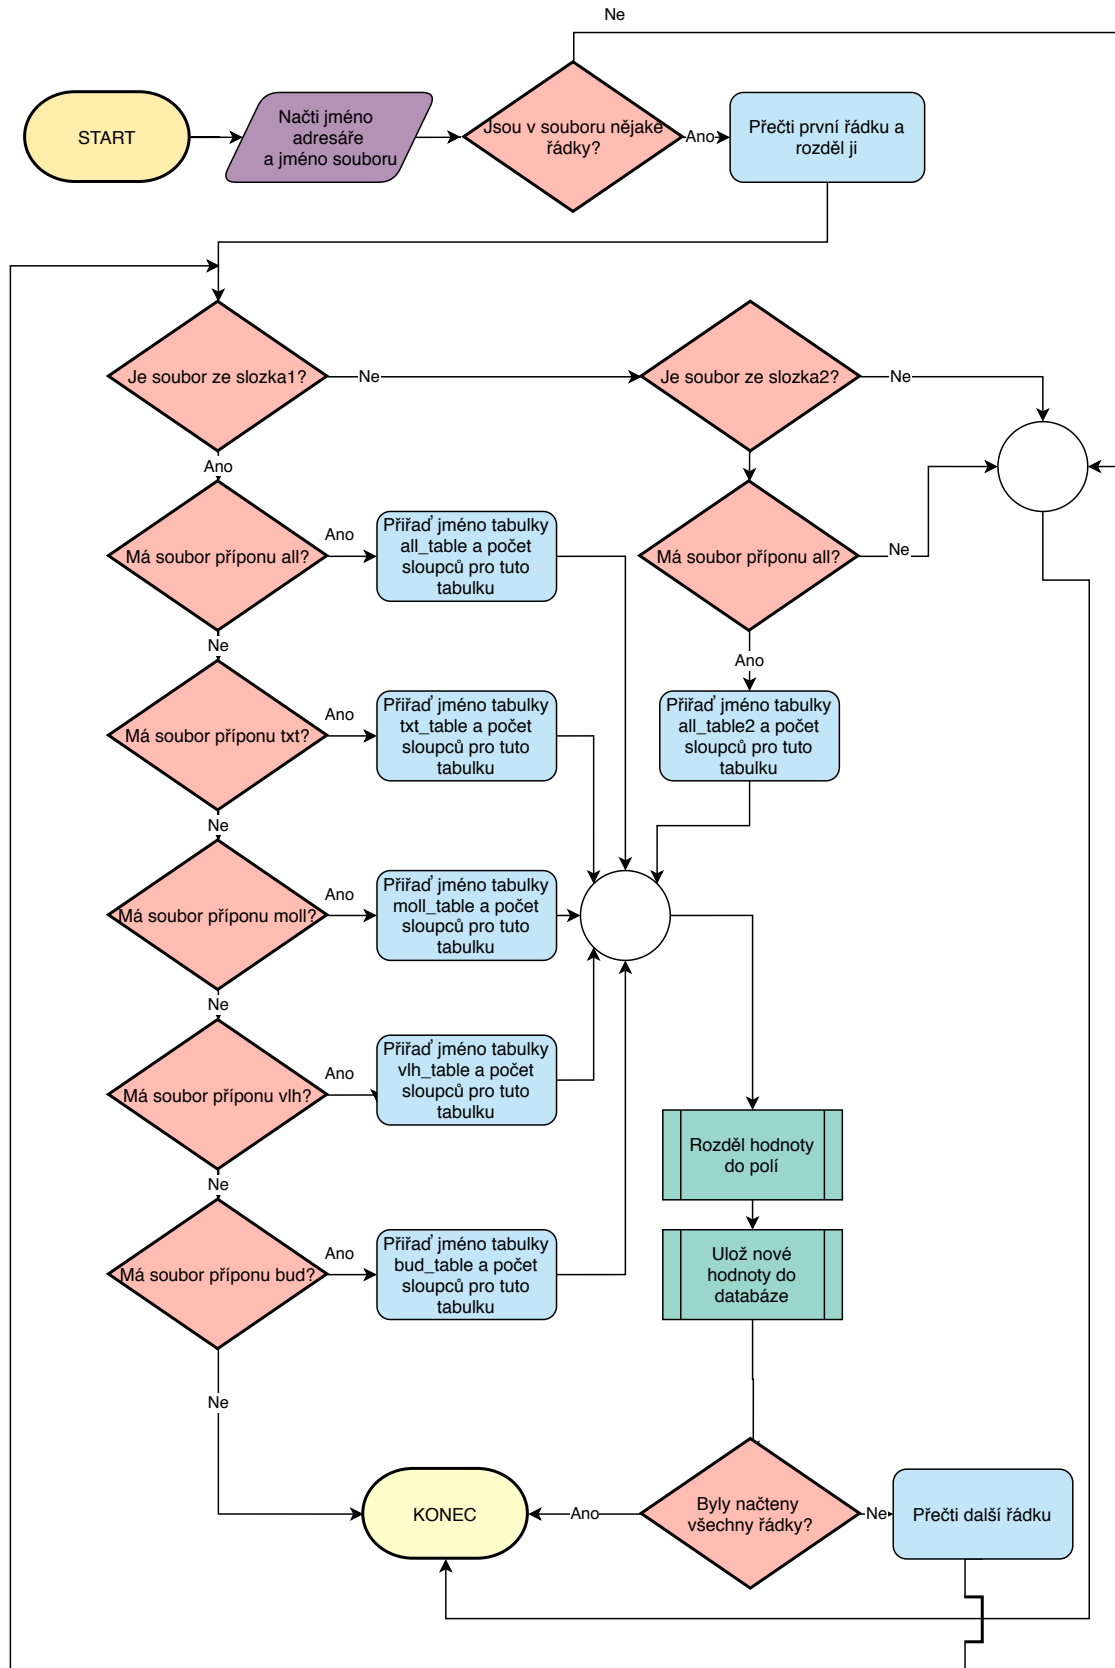 Ne
START
Načti jméno
adresáře
a jméno souboru
Jsou v souboru nějaké
řádky?
Ano
Přečti první řádku a
rozděl ji
Je soubor ze slozka1?
Ne
Je soubor ze slozka2?
Ne
Ano
Má soubor příponu all?
Ano
Přiřaď jméno tabulky
all_table a počet
sloupců pro tuto
tabulku
Má soubor příponu all?
Ne
Ne
Ano
Má soubor příponu txt?
Ano
Přiřaď jméno tabulky
txt_table a počet
sloupců pro tuto
tabulku
Přiřaď jméno tabulky
all_table2 a počet
sloupců pro tuto
tabulku
Ne
Má soubor příponu moll?
Ano
Přiřaď jméno tabulky
moll_table a počet
sloupců pro tuto
tabulku
Ne
Má soubor příponu vlh?
Ano
Přiřaď jméno tabulky
vlh_table a počet
sloupců pro tuto
tabulku
Rozděl hodnoty
do polí
Ne
Má soubor příponu bud?
Ano
Přiřaď jméno tabulky
bud_table a počet
sloupců pro tuto
tabulku
Ulož nové
hodnoty do
databáze
Ne
KONEC
Ano
Byly načteny
všechny řádky?
Ne
Přečti další řádku